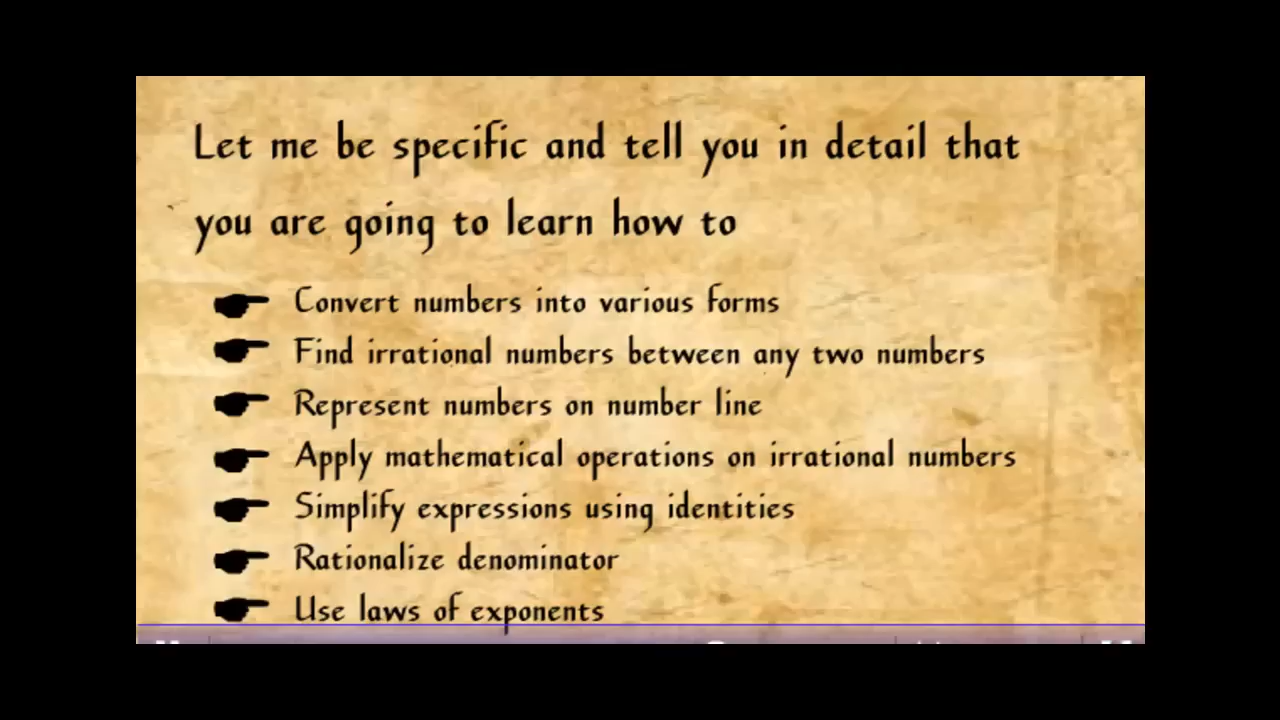 Let me be specific and tell you in detail that
you are going to learn how to
Convert numbers into various forms
Find irrational numbers between any two numbers
Represent numbers on number line
Apply mathematical operations on irrational numbers
Simplify expressions using identities
Rationalize denominator
Use laws of exponents